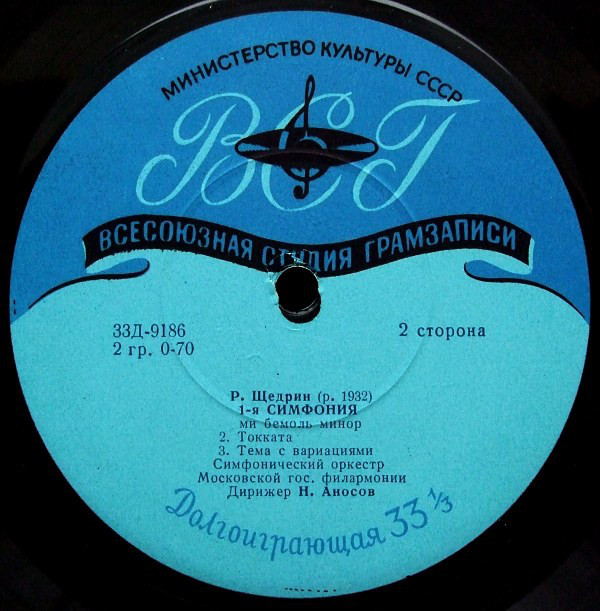 МИНИСТЕРСТВО КУЛЬТУРЫ СССР
ВСГ
ВСЕСОЮЗНАЯ СТУДИЯ ГРАМЗАПИСИ
33Д-9186
2 гр. 0-70
2 сторона
Р. Щедрин (р. 1932)
1-я СИМФОНИЯ
ми бемоль минор
2. Токката
3. Тема с вариациями
Симфонический оркестр
Московской гос. филармонии
Дирижер Н. Аносов
Долгоиграющая 33 1/3